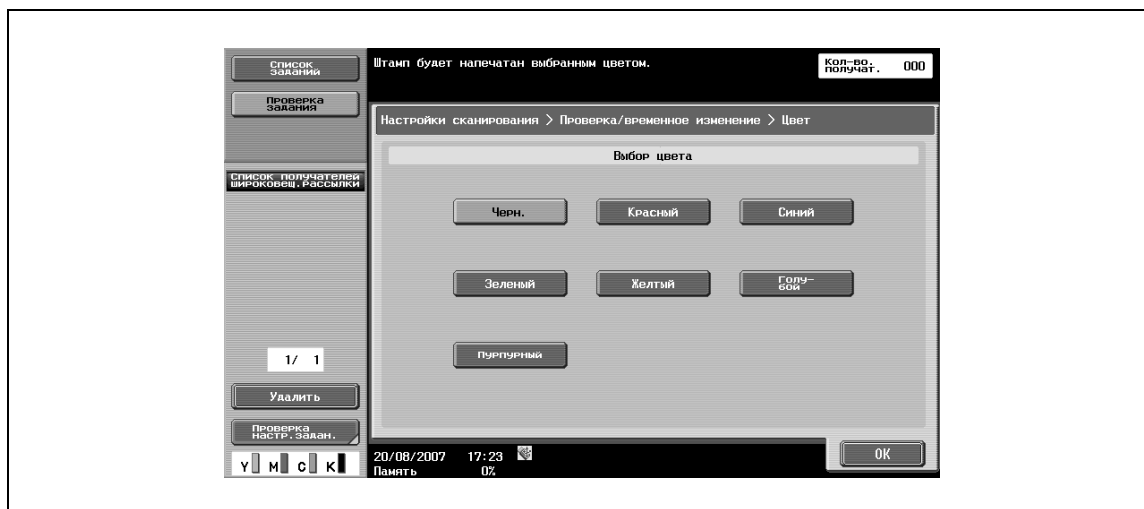 Список
заданий
Штамп будет напечатан выбранным цветом.
Кол-во.
получат.
000
Проверка
задания
Настройки сканирования > Проверка/временное изменение > Цвет
Выбор цвета
Список получателей
широковещ.рассылки
Черн.
Красный
Синий
Зеленый
Желтый
Голу-
бой
Пурпурный
1/ 1
Удалить
Проверка
настр.задан.
Y M C K
20/08/2007 17:23
Память 0%
OK